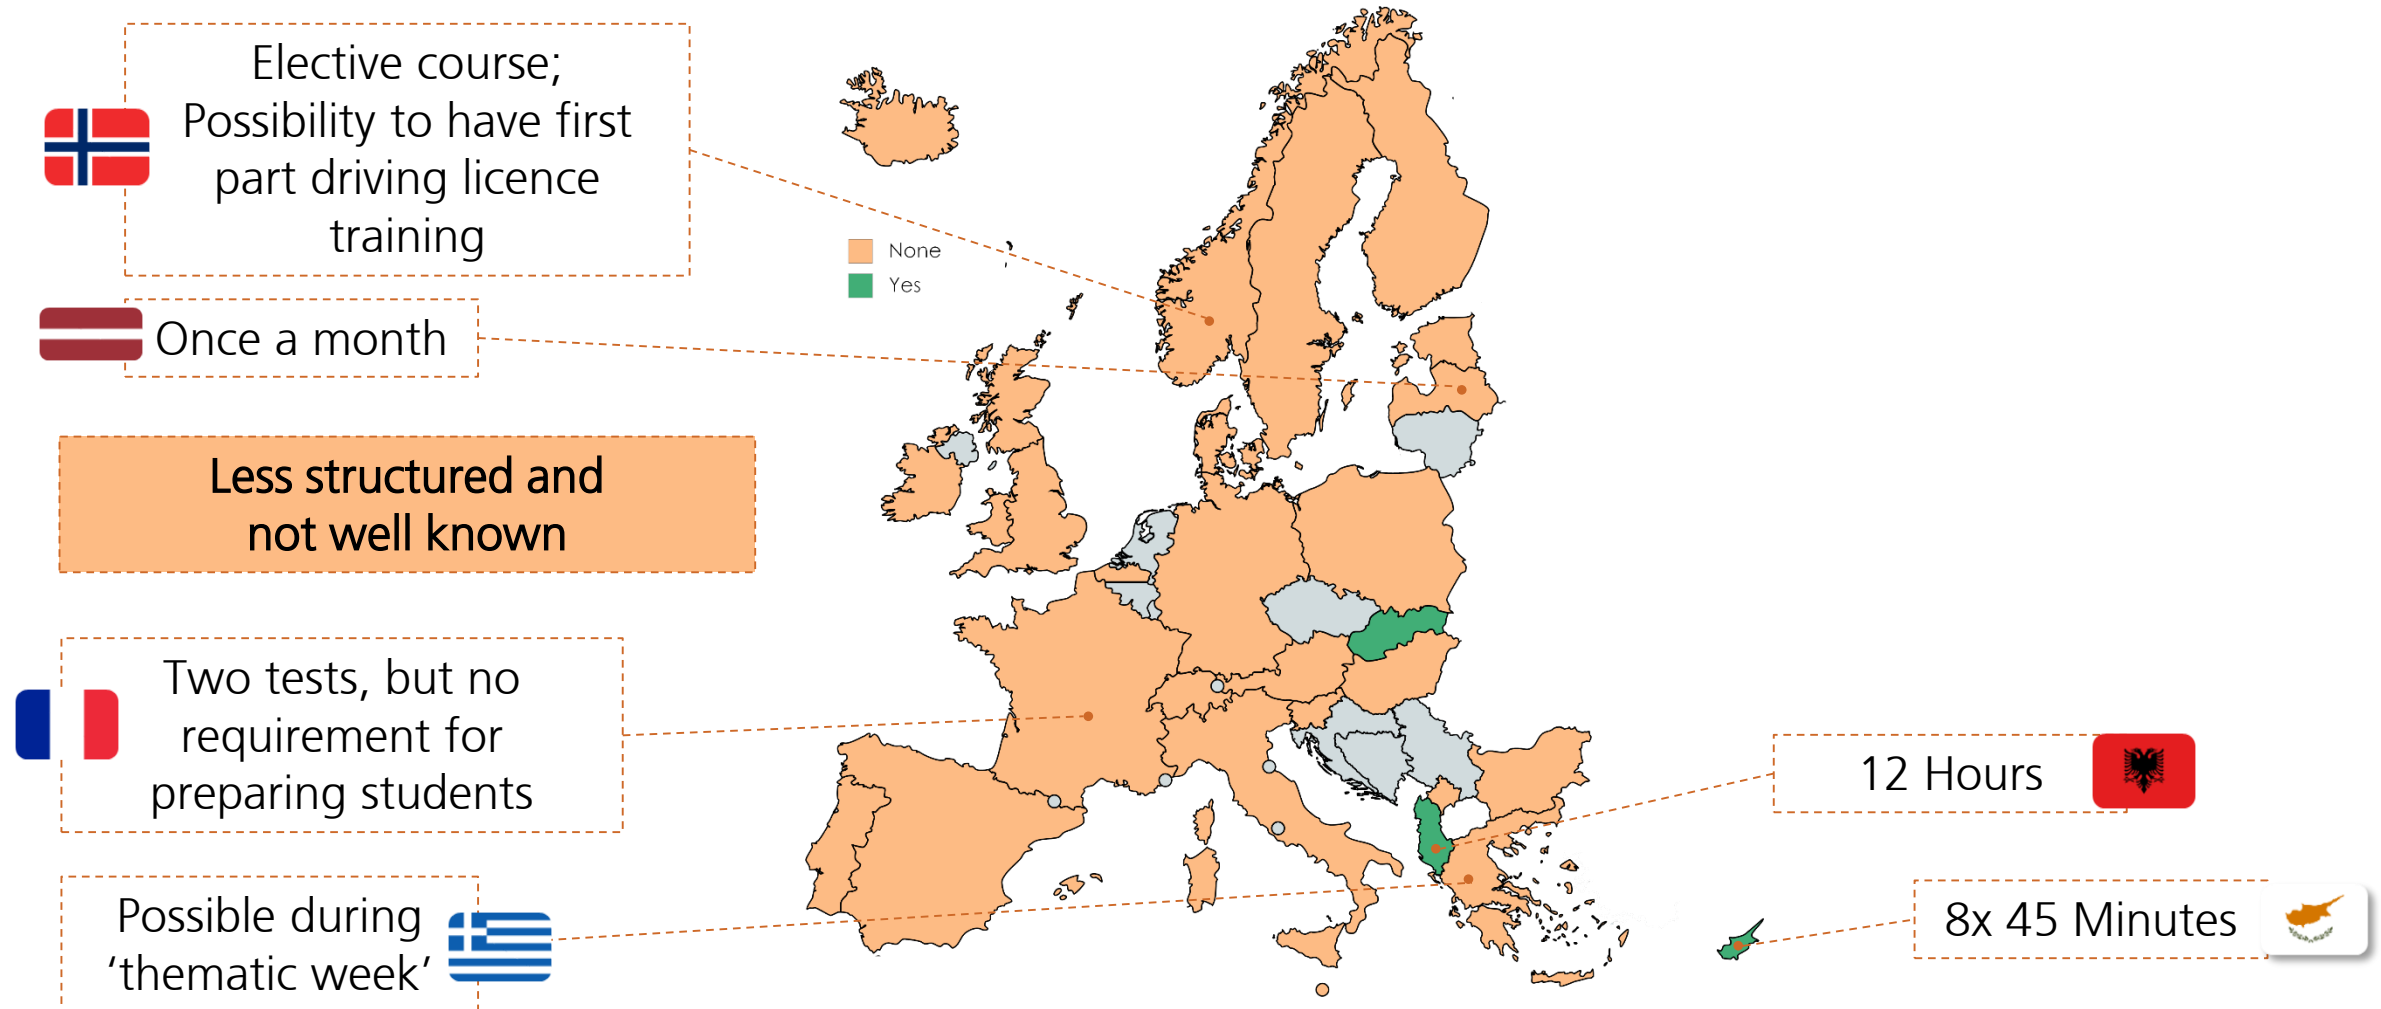 Elective course;
Possibility to have first
part driving licence
training
None
Yes
Once a month
Less structured and
not well known
Two tests, but no
requirement for
preparing students
12 Hours
Possible during
‘thematic week’
8x 45 Minutes